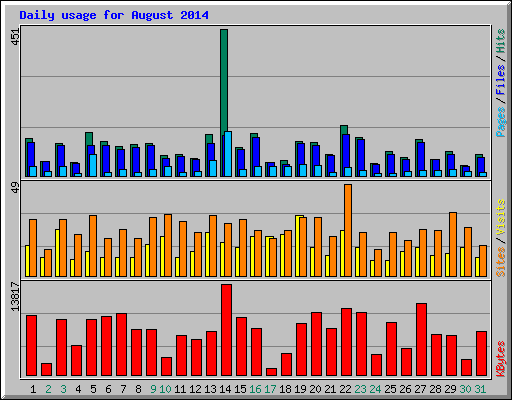 Daily usage for August 2014
451
Pages / Files / Hits
49
Sites / Visits
13817
KBytes
1 2 3 4 5 6 7 8 9 10 11 12 13 14 15 16 17 18 19 20 21 22 23 24 25 26 27 28 29 30 31